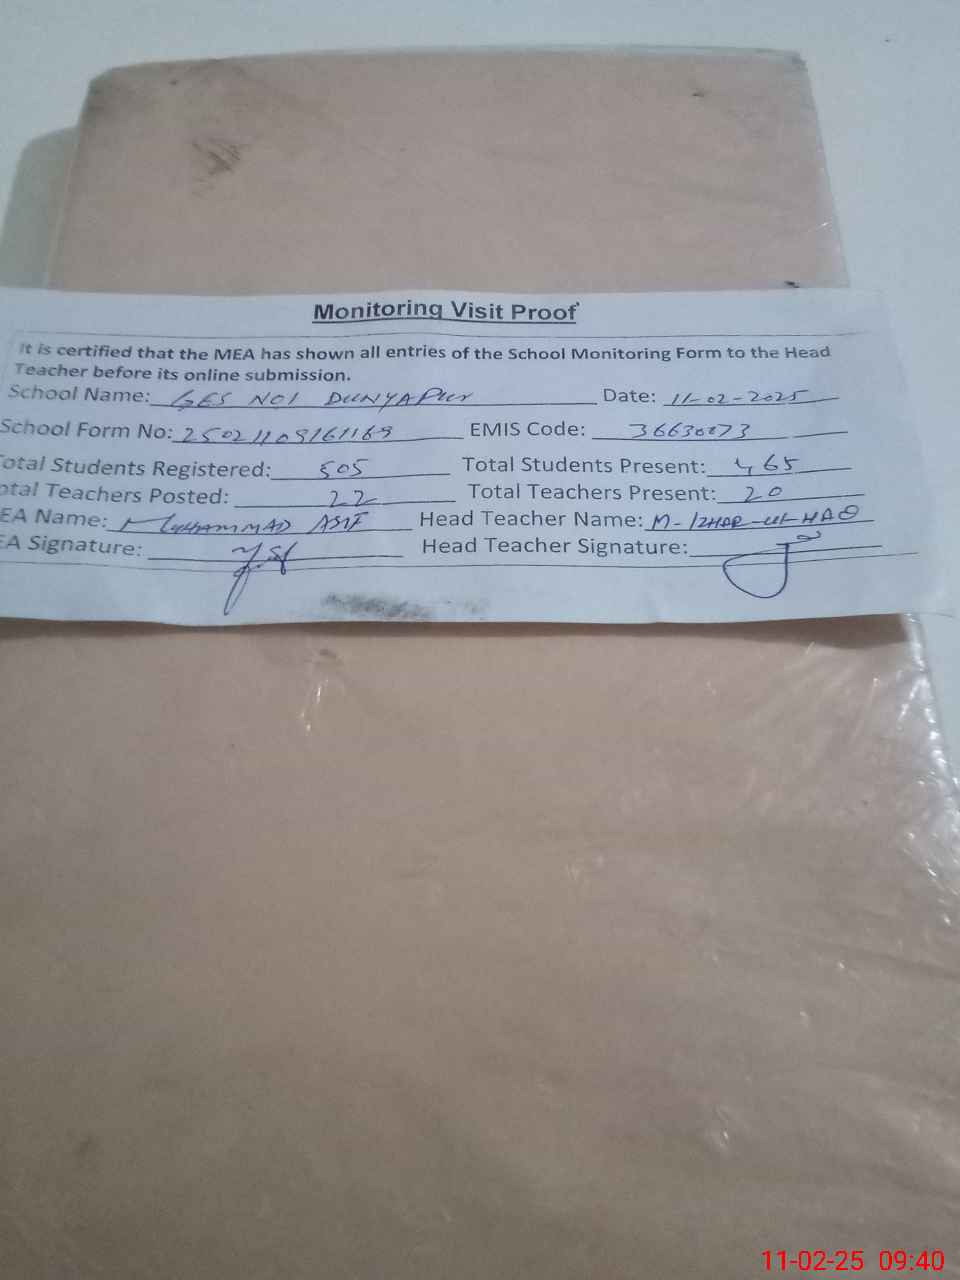 Monitoring Visit Proof
It is certified that the MEA has shown all entries of the School Monitoring Form to the Head
Teacher before its online submission.
School Name: GES NO1 DUNYAPUR Date: 11-02-2025
School Form No: EMIS Code:
otal Students Registered: 505 Total Students Present: 465
otal Teachers Posted: 22 Total Teachers Present: 20
EA Name: MUHAMMAD ASIF Head Teacher Name: M-IZHAR-UL-HAQ
EA Signature: Head Teacher Signature:
11-02-25 09:40